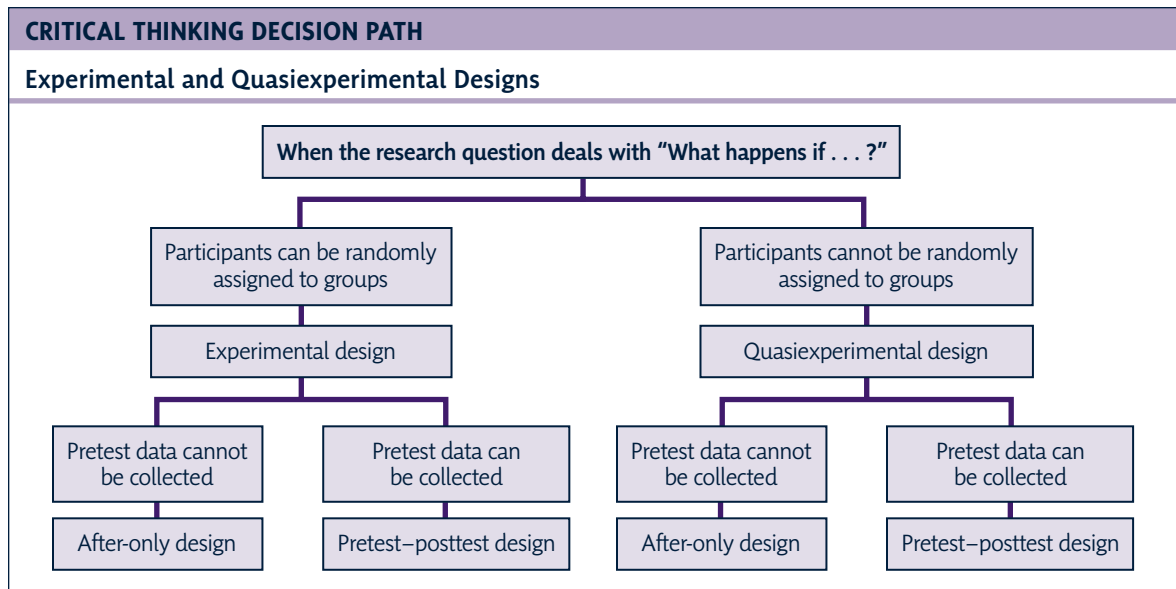 CRITICAL THINKING DECISION PATH
Experimental and Quasiexperimental Designs
When the research question deals with “What happens if . . . ?”
Participants can be randomly
assigned to groups
Participants cannot be randomly
assigned to groups
Experimental design
Quasiexperimental design
Pretest data cannot
be collected
Pretest data can
be collected
Pretest data cannot
be collected
Pretest data can
be collected
After-only design
Pretest–posttest design
After-only design
Pretest–posttest design